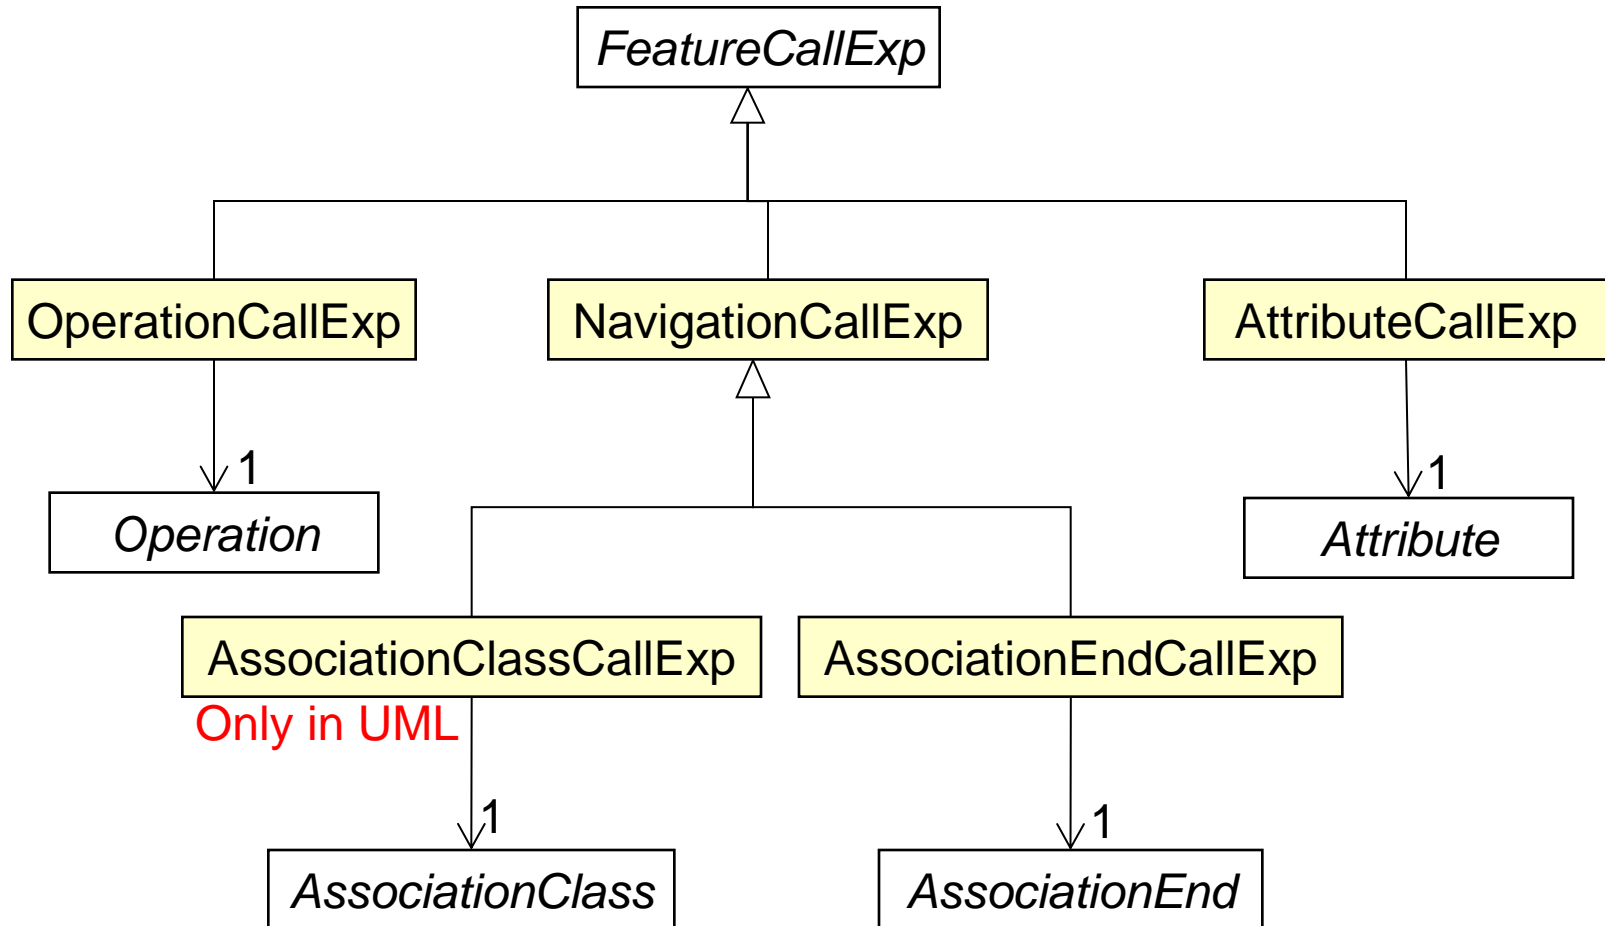 FeatureCallExp
OperationCallExp
NavigationCallExp
AttributeCallExp
1
1
Operation
Attribute
AssociationClassCallExp
AssociationEndCallExp
Only in UML
1
1
AssociationClass
AssociationEnd